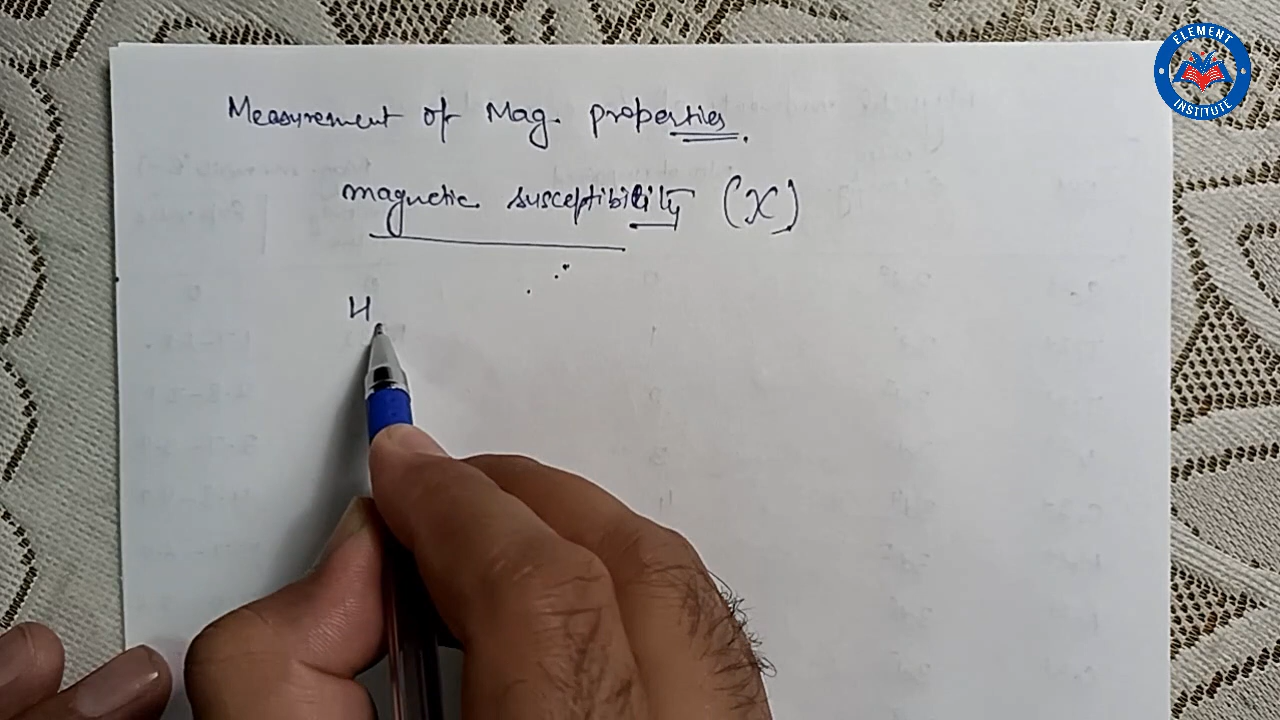 Measurement of Mag. properties.
magnetic susceptibility (X)
H
ELEMENT
INSTITUTE